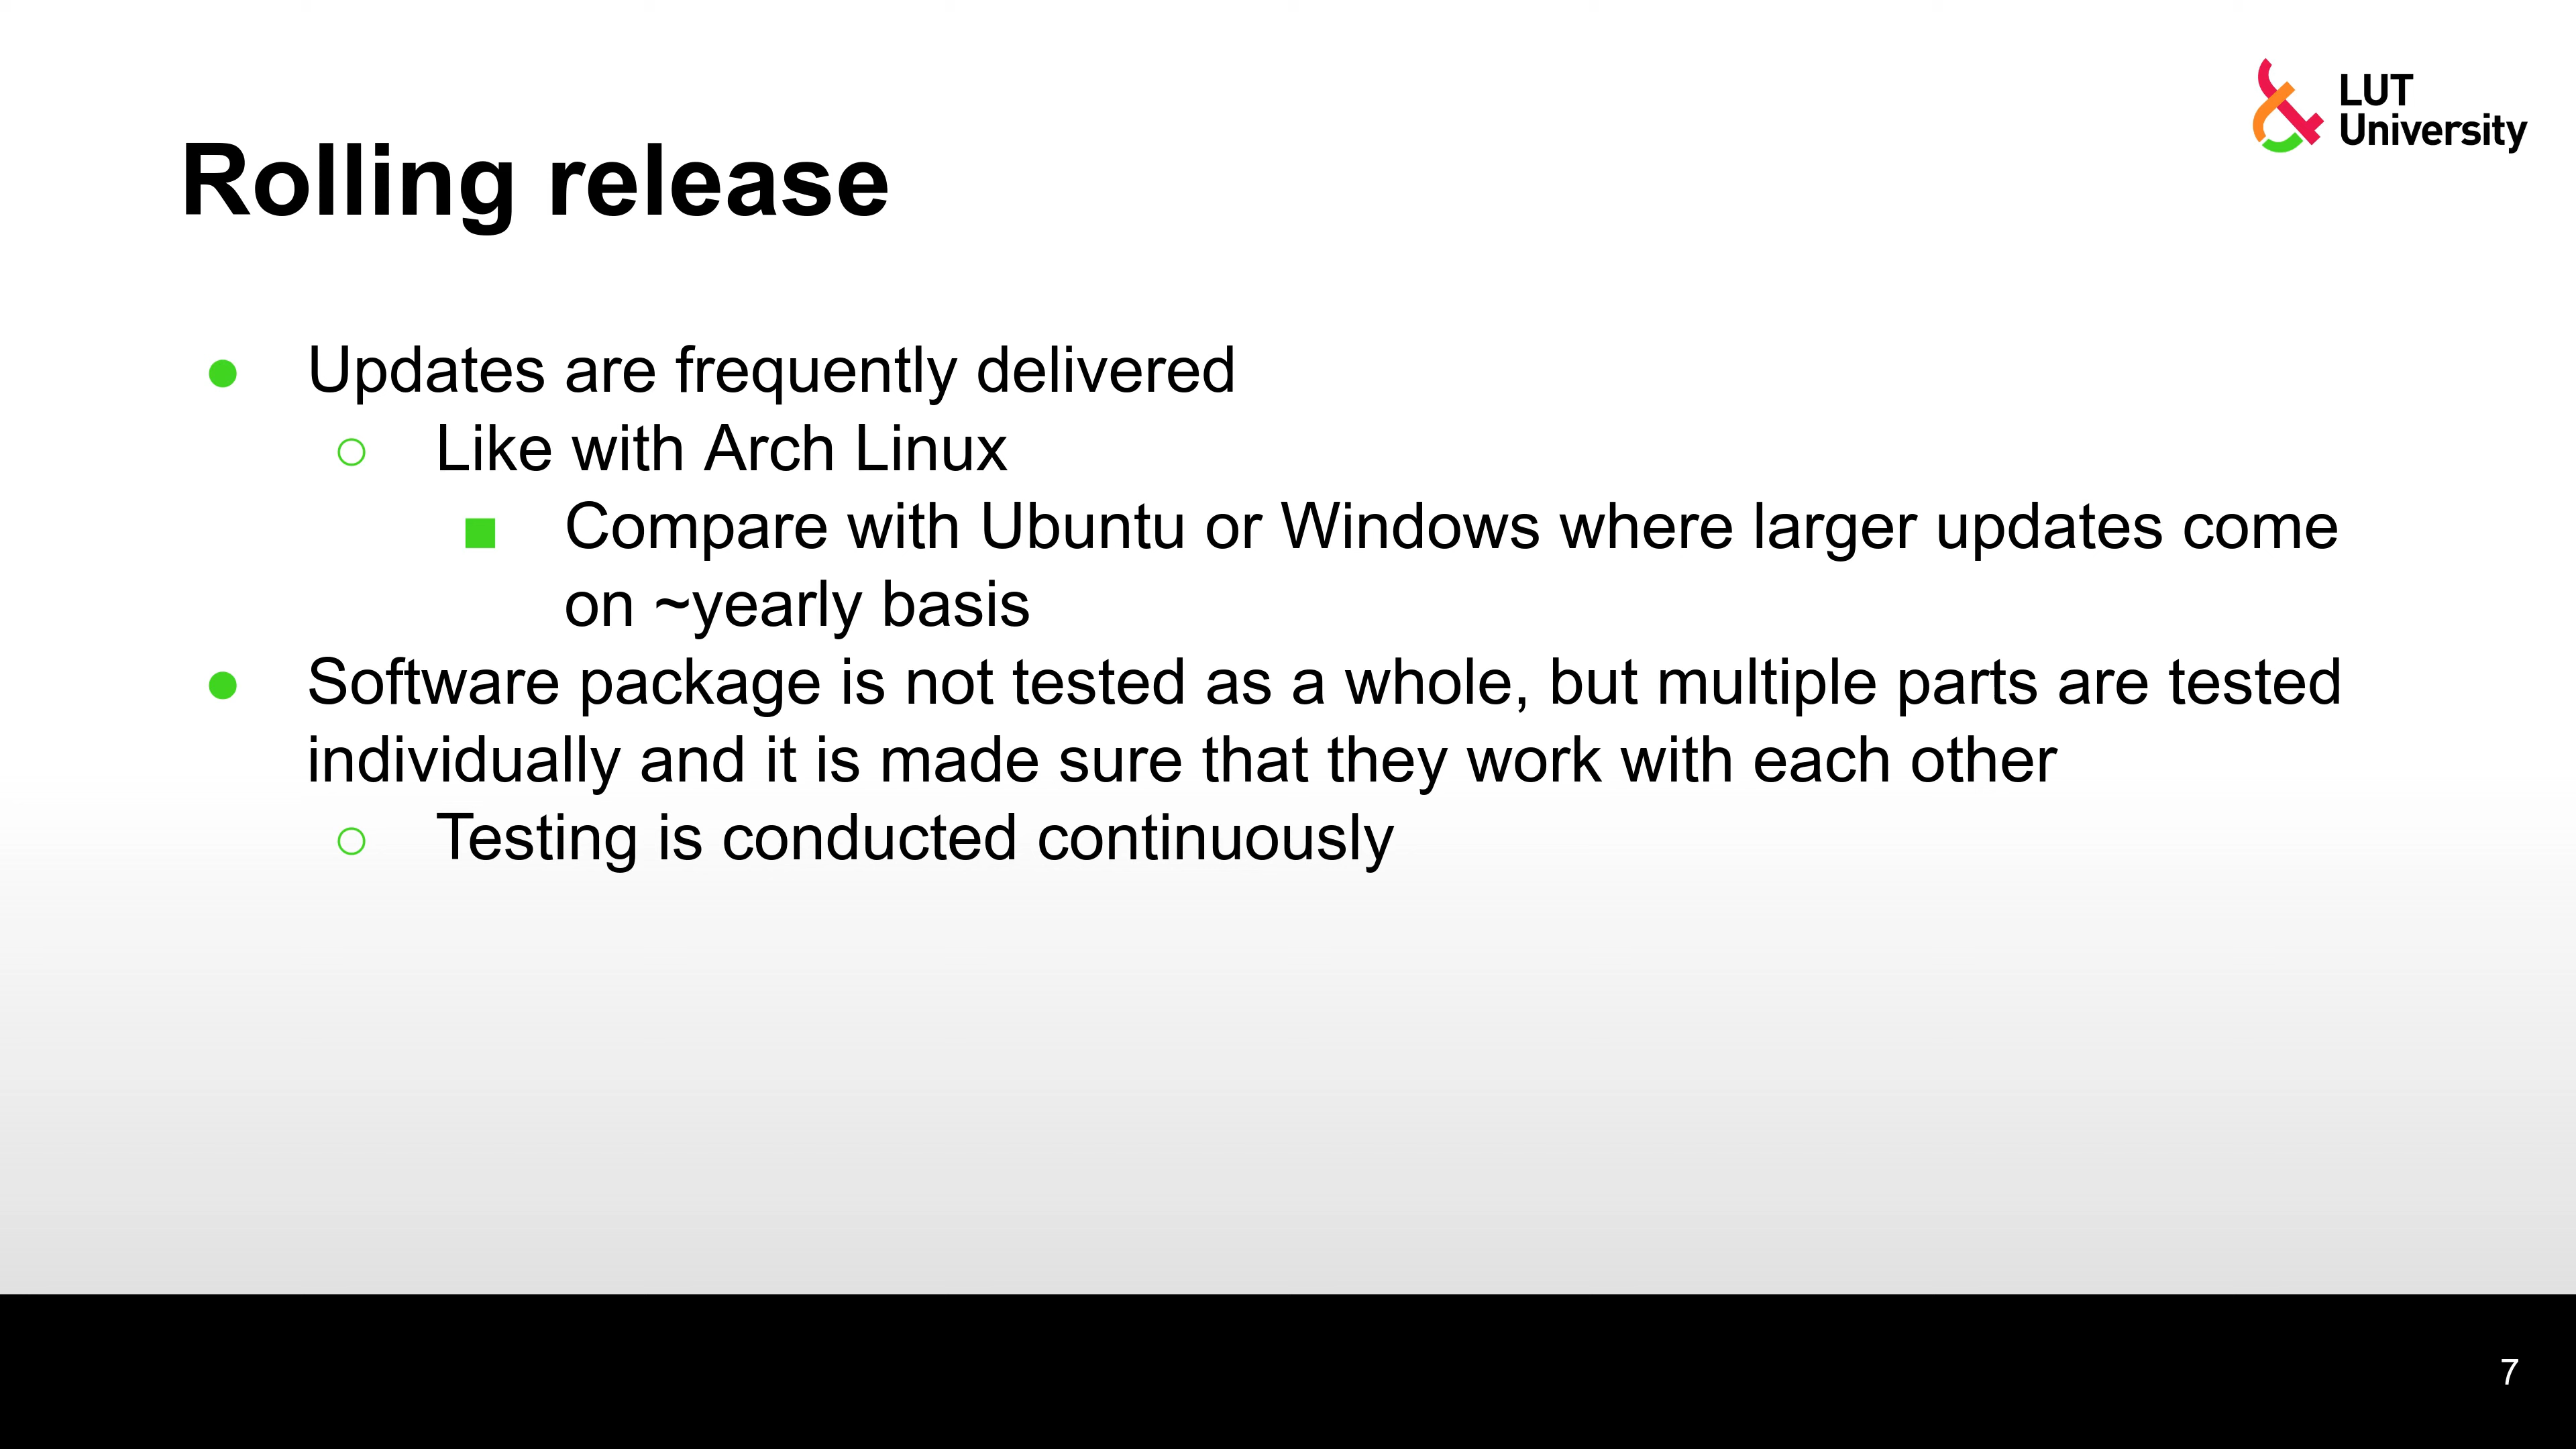 LUT
University
Rolling release
● Updates are frequently delivered
○ Like with Arch Linux
■ Compare with Ubuntu or Windows where larger updates come
on ~yearly basis
● Software package is not tested as a whole, but multiple parts are tested
individually and it is made sure that they work with each other
○ Testing is conducted continuously
7